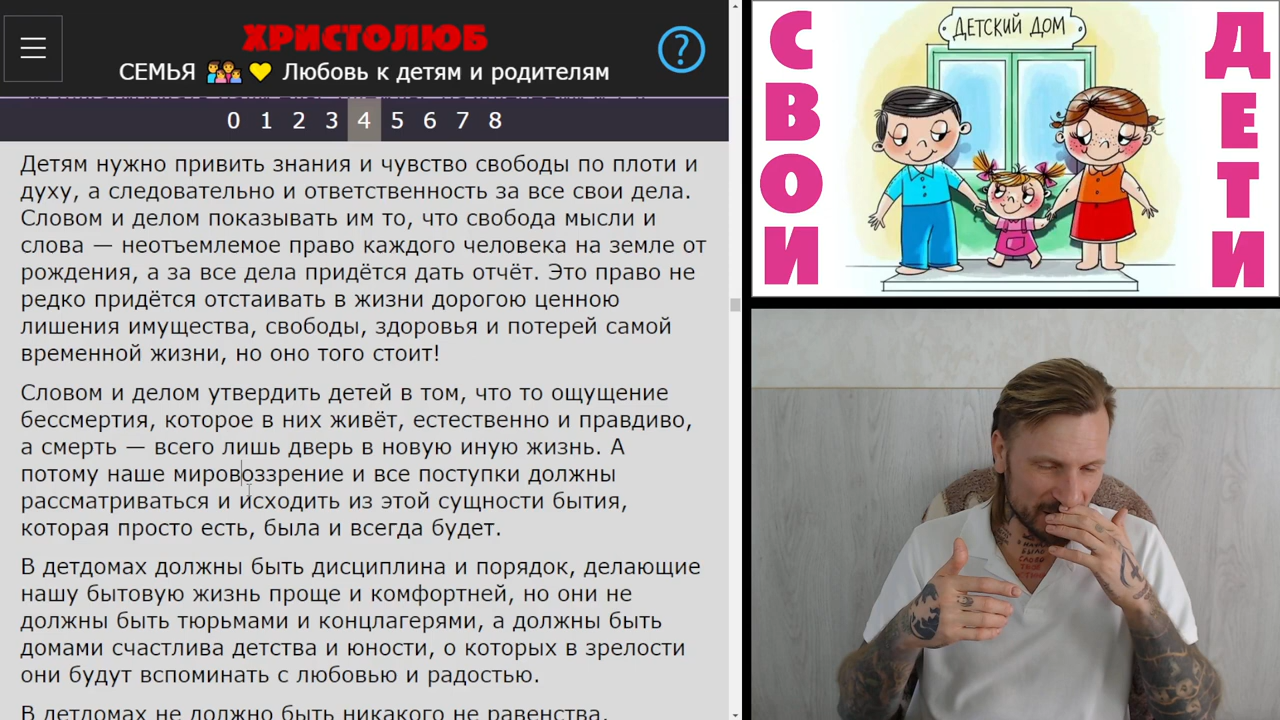 ХРИСТОЛЮБ
СЕМЬЯ 👨‍👩‍👧‍👦 💛 Любовь к детям и родителям
0 1 2 3 4 5 6 7 8
Детям нужно привить знания и чувство свободы по плоти и
духу, а следовательно и ответственность за все свои дела.
Словом и делом показывать им то, что свобода мысли и
слова — неотъемлемое право каждого человека на земле от
рождения, а за все дела придётся дать отчёт. Это право не
редко придётся отстаивать в жизни дорогою ценною
лишения имущества, свободы, здоровья и потерей самой
временной жизни, но оно того стоит!
Словом и делом утвердить детей в том, что то ощущение
бессмертия, которое в них живёт, естественно и правдиво,
а смерть — всего лишь дверь в новую иную жизнь. А
потому наше мировоззрение и все поступки должны
рассматриваться и исходить из этой сущности бытия,
которая просто есть, была и всегда будет.
В детдомах должны быть дисциплина и порядок, делающие
нашу бытовую жизнь проще и комфортней, но они не
должны быть тюрьмами и концлагерями, а должны быть
домами счастлива детства и юности, о которых в зрелости
они будут вспоминать с любовью и радостью.
В детдомах не должно быть никакого не равенства,
СВОИ
ДЕТСКИЙ ДОМ
ДЕТИ